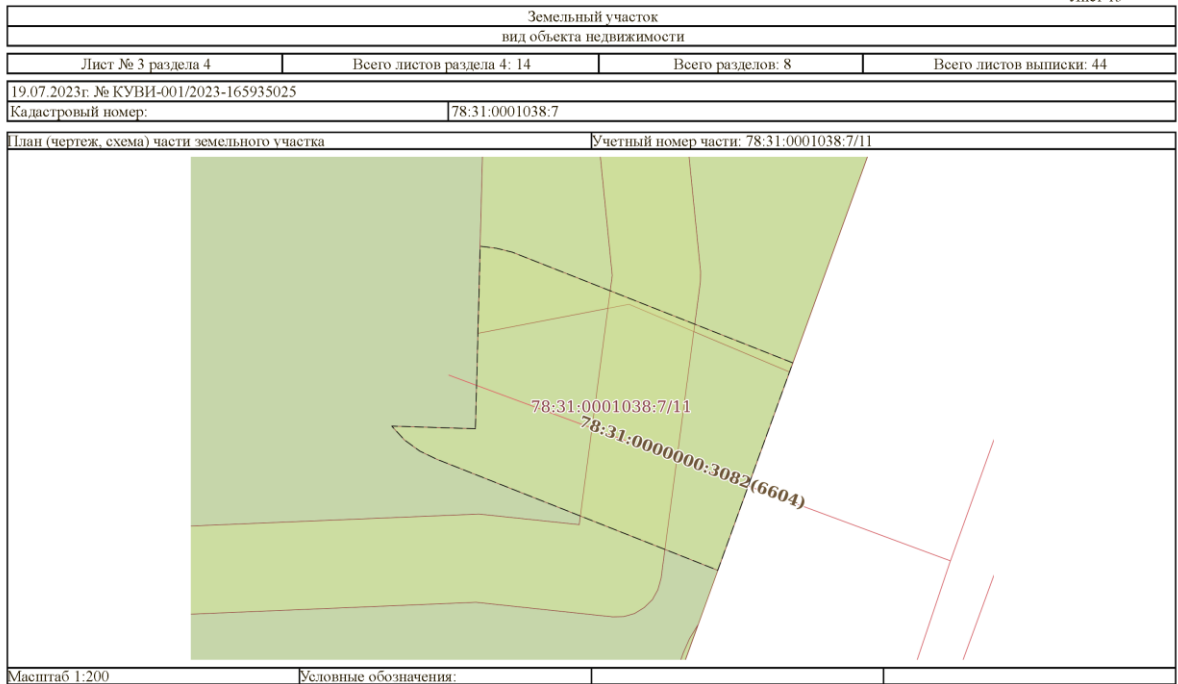 Земельный участок
вид объекта недвижимости
Лист № 3 раздела 4 Всего листов раздела 4: 14 Всего разделов: 8 Всего листов выписки: 44
19.07.2023г. № КУВИ-001/2023-165935025
Кадастровый номер: 78:31:0001038:7
План (чертеж, схема) части земельного участка Учетный номер части: 78:31:0001038:7/11
78:31:0001038:7/11
78:31:0000000:3082(6604)
Масштаб 1:200 Условные обозначения: